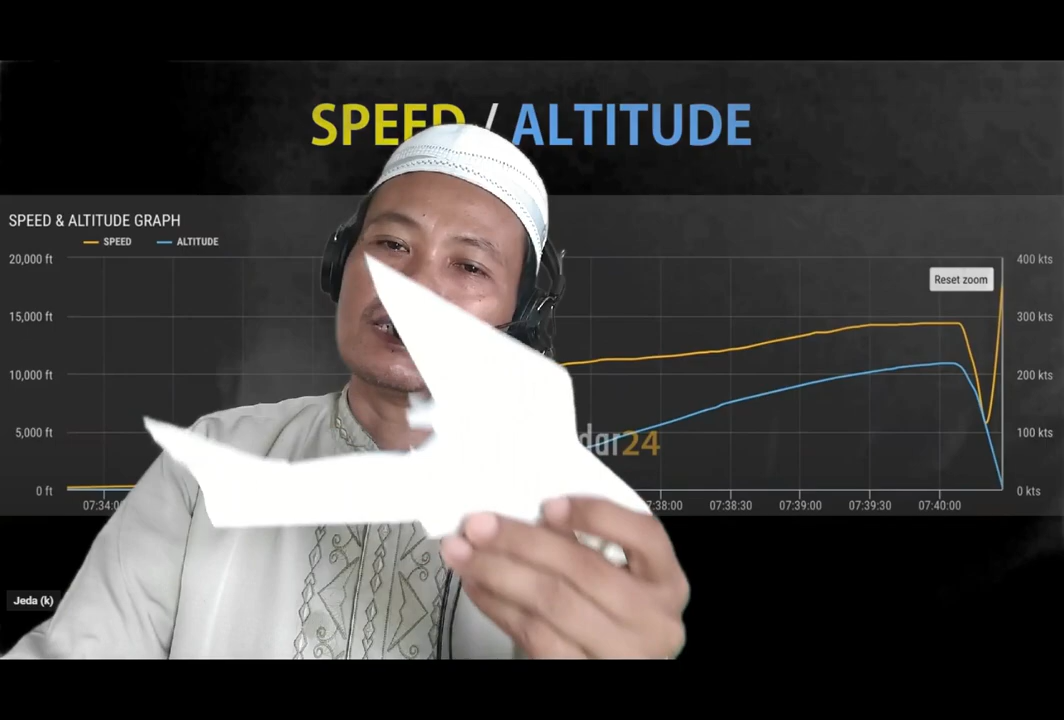 SPEED / ALTITUDE
SPEED & ALTITUDE GRAPH
SPEED ALTITUDE
20,000 ft
400 kts
Reset zoom
15,000 ft
300 kts
10,000 ft
200 kts
5,000 ft
dar24
100 kts
0 ft
0 kts
07:34:00 7:38:00 07:38:30 07:39:00 07:39:30 07:40:00
Jeda (k)